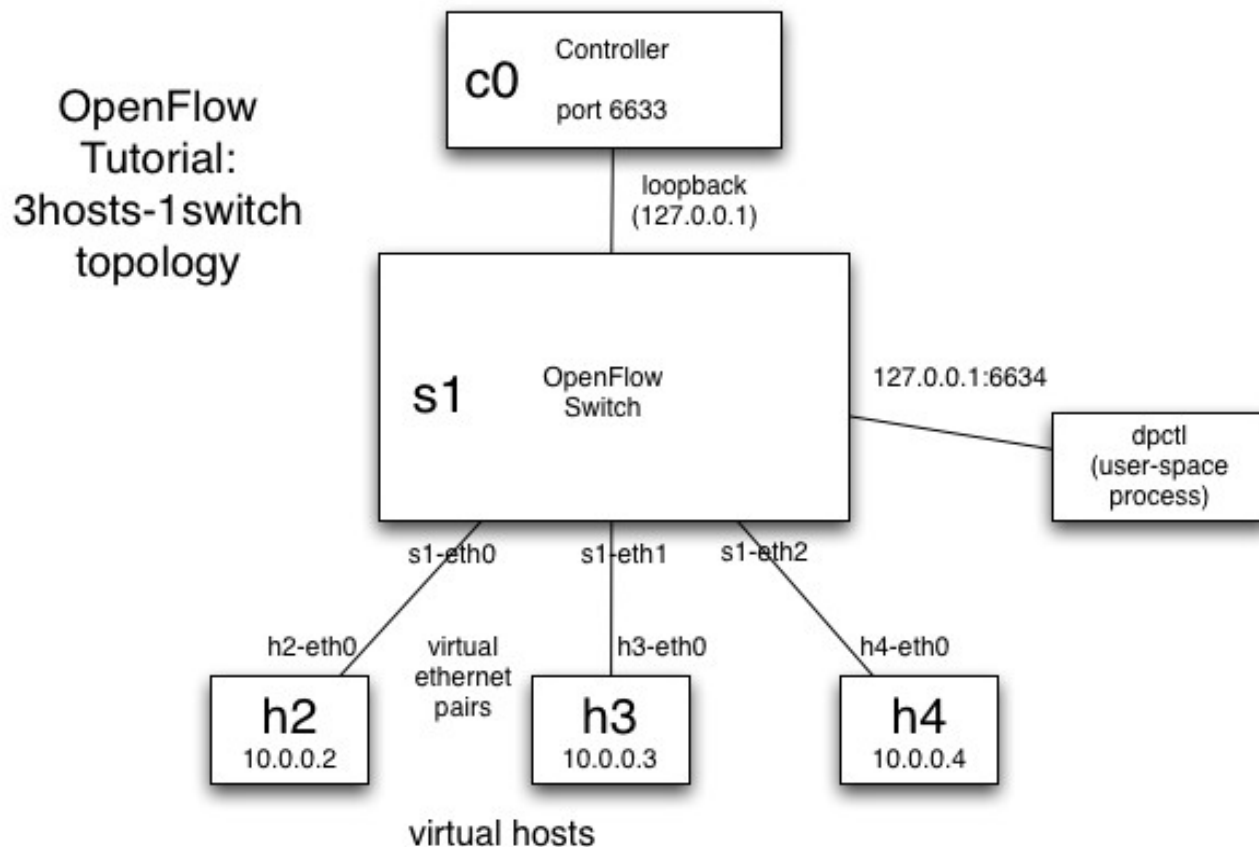 OpenFlow
Tutorial:
3hosts-1switch
topology
c0
Controller
port 6633
loopback
(127.0.0.1)
s1
OpenFlow
Switch
127.0.0.1:6634
dpctl
(user-space
process)
s1-eth0
s1-eth1
s1-eth2
h2-eth0
virtual
ethernet
pairs
h3-eth0
h4-eth0
h2
10.0.0.2
h3
10.0.0.3
h4
10.0.0.4
virtual hosts